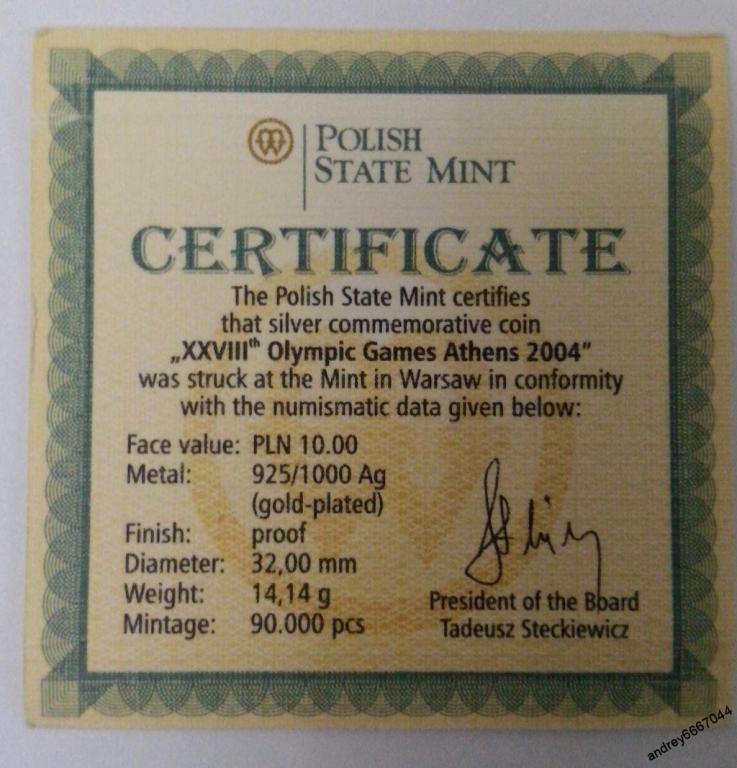 POLISH
STATE MINT
CERTIFICATE
The Polish State Mint certifies
that silver commemorative coin
„XXVIIIth Olympic Games Athens 2004”
was struck at the Mint in Warsaw in conformity
with the numismatic data given below:
Face value: PLN 10.00
Metal: 925/1000 Ag
(gold-plated)
Finish: proof
Diameter: 32,00 mm
Weight: 14,14 g
Mintage: 90.000 pcs
President of the Board
Tadeusz Steckiewicz
andrey6667044